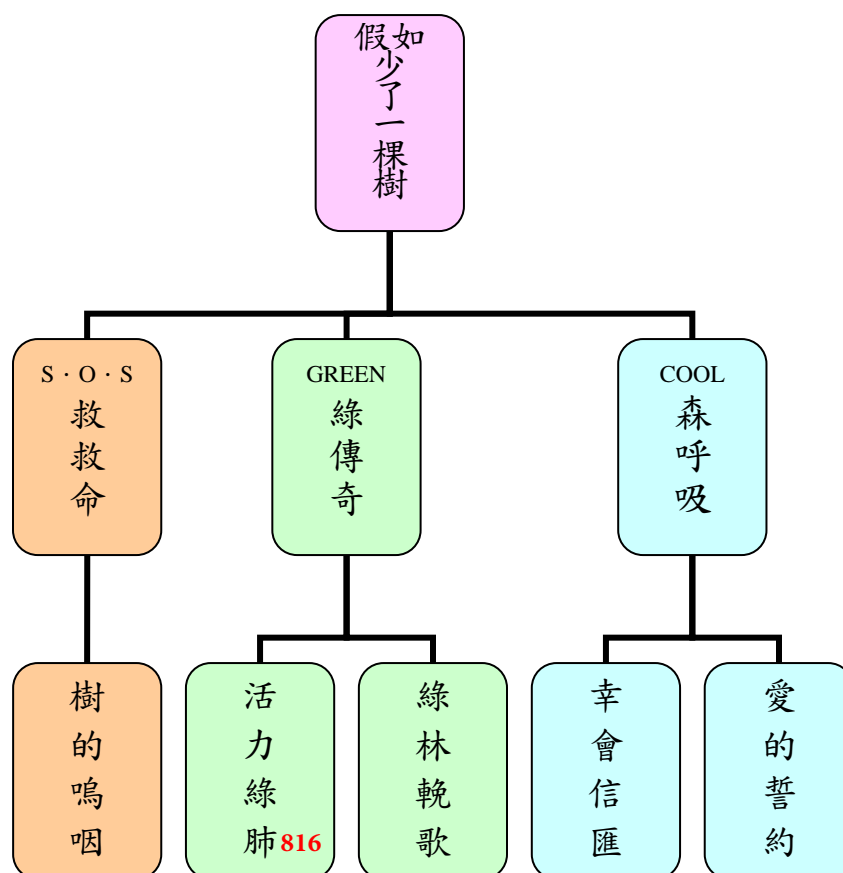 假如少了一棵樹
S．O．S
救救命
GREEN
綠傳奇
COOL
森呼吸
樹的嗚咽
活力綠肺816
綠林輓歌
幸會信匯
愛的誓約